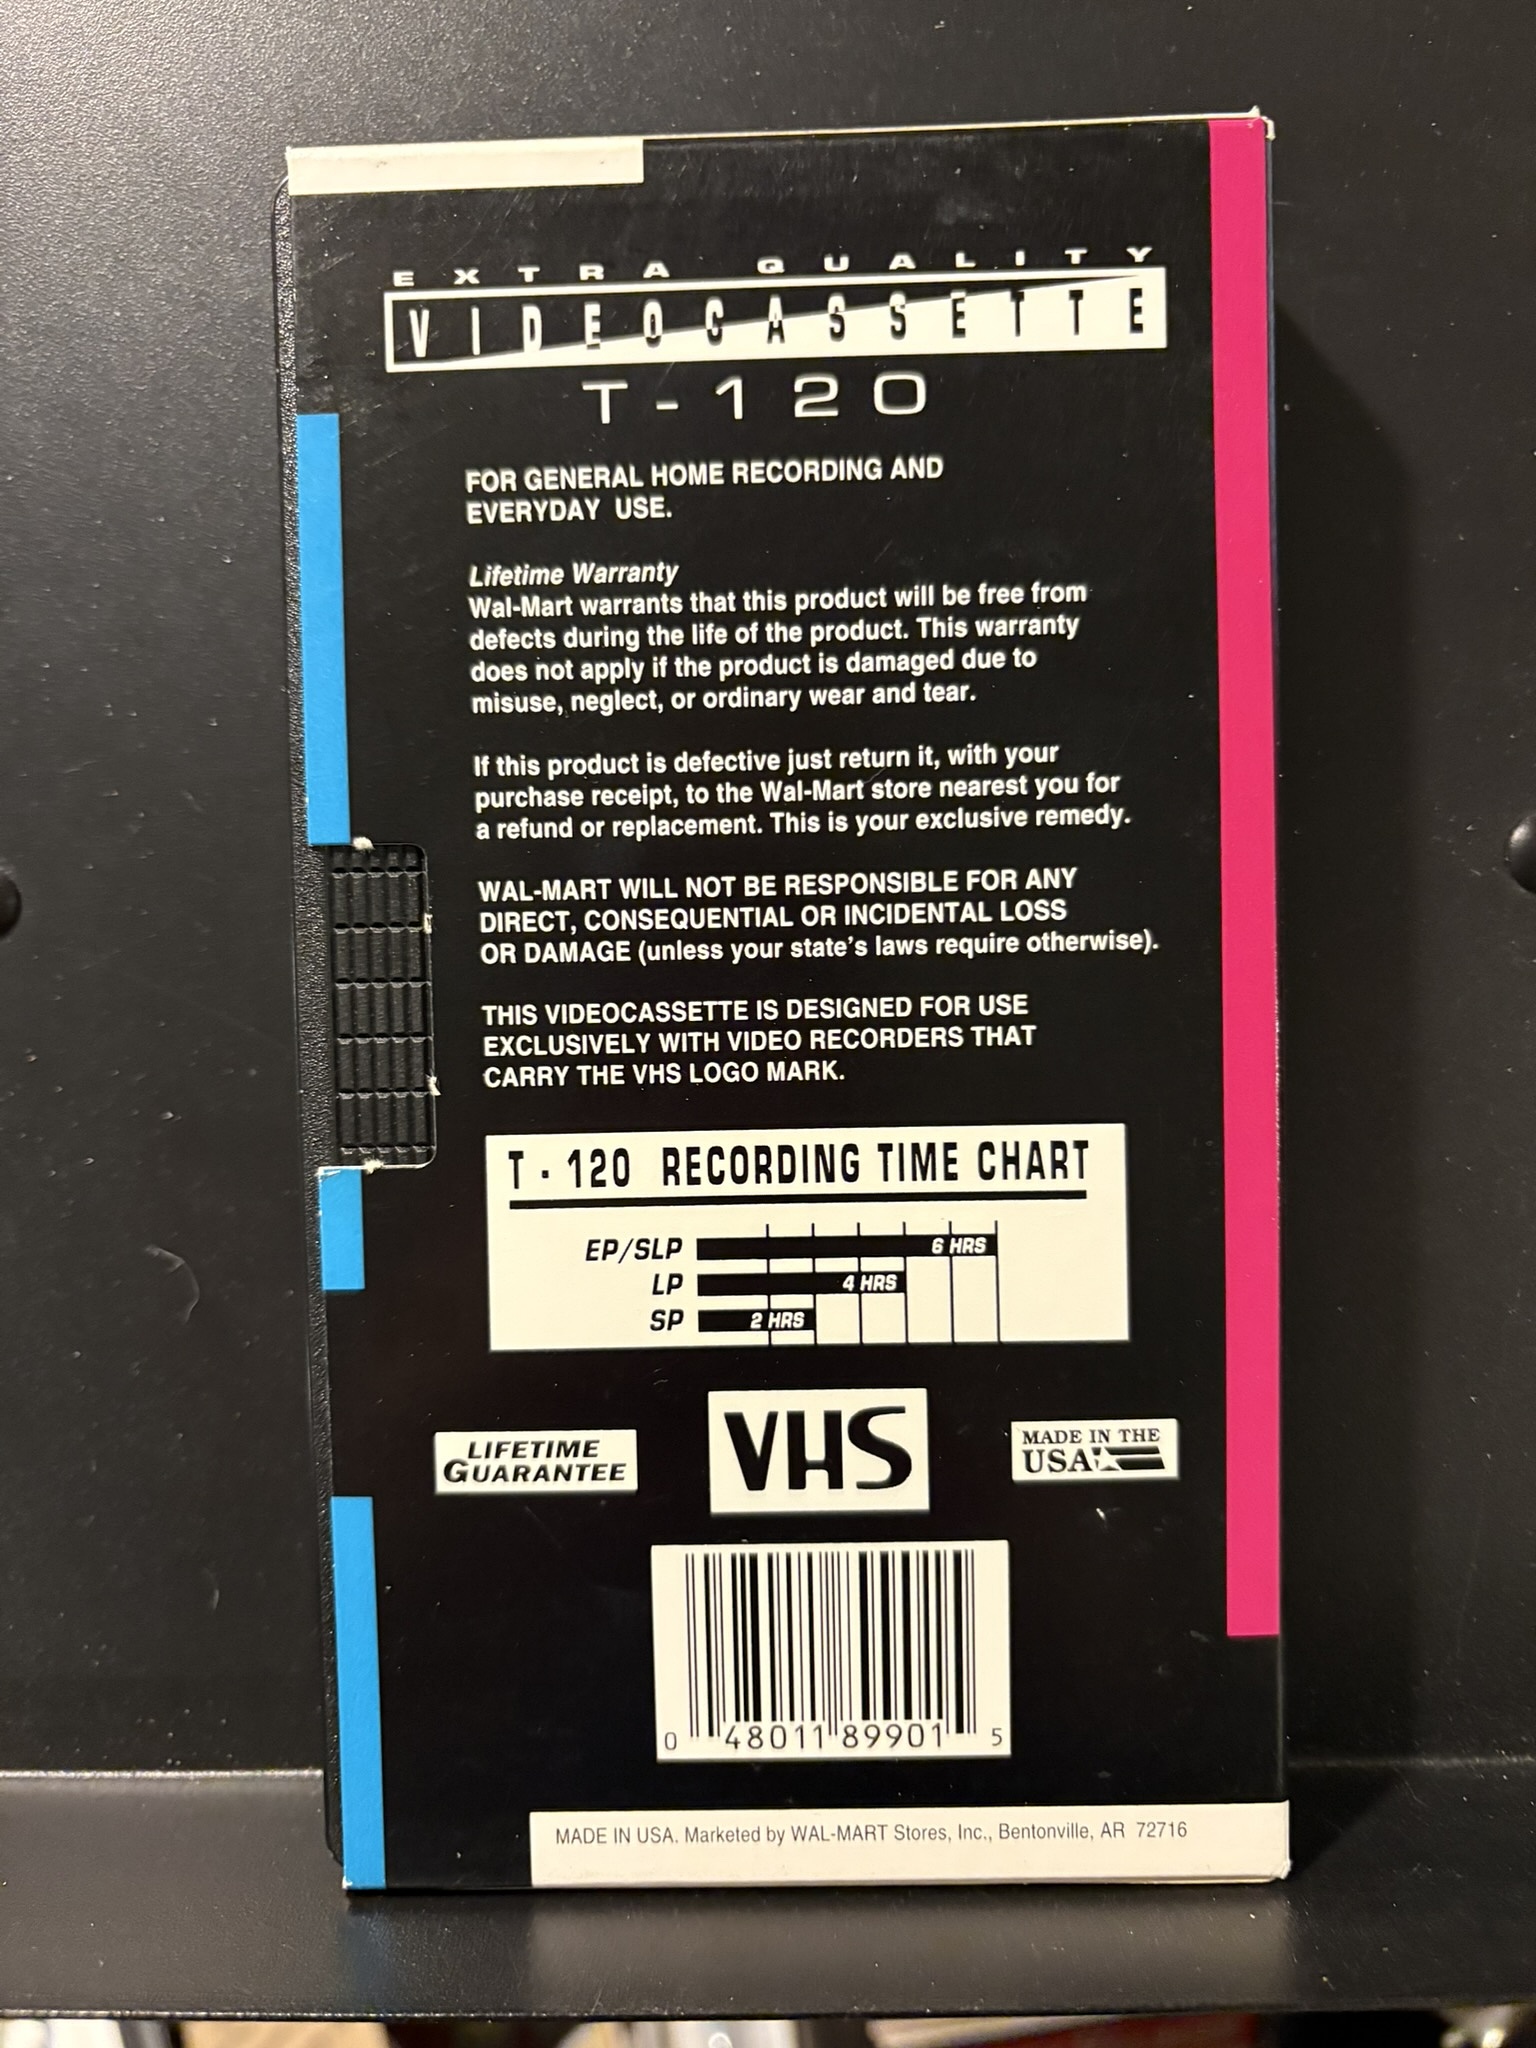 EXTRA QUALITY
VIDEOCASSETTE
T-120
FOR GENERAL HOME RECORDING AND
EVERYDAY USE.
Lifetime Warranty
Wal-Mart warrants that this product will be free from
defects during the life of the product. This warranty
does not apply if the product is damaged due to
misuse, neglect, or ordinary wear and tear.
If this product is defective just return it, with your
purchase receipt, to the Wal-Mart store nearest you for
a refund or replacement. This is your exclusive remedy.
WAL-MART WILL NOT BE RESPONSIBLE FOR ANY
DIRECT, CONSEQUENTIAL OR INCIDENTAL LOSS
OR DAMAGE (unless your state's laws require otherwise).
THIS VIDEOCASSETTE IS DESIGNED FOR USE
EXCLUSIVELY WITH VIDEO RECORDERS THAT
CARRY THE VHS LOGO MARK.
T - 120 RECORDING TIME CHART
EP/SLP 6 HRS
LP 4 HRS
SP 2 HRS
LIFETIME
GUARANTEE
VHS
MADE IN THE
USA
0 48011 89901 5
MADE IN USA. Marketed by WAL-MART Stores, Inc., Bentonville, AR 72716